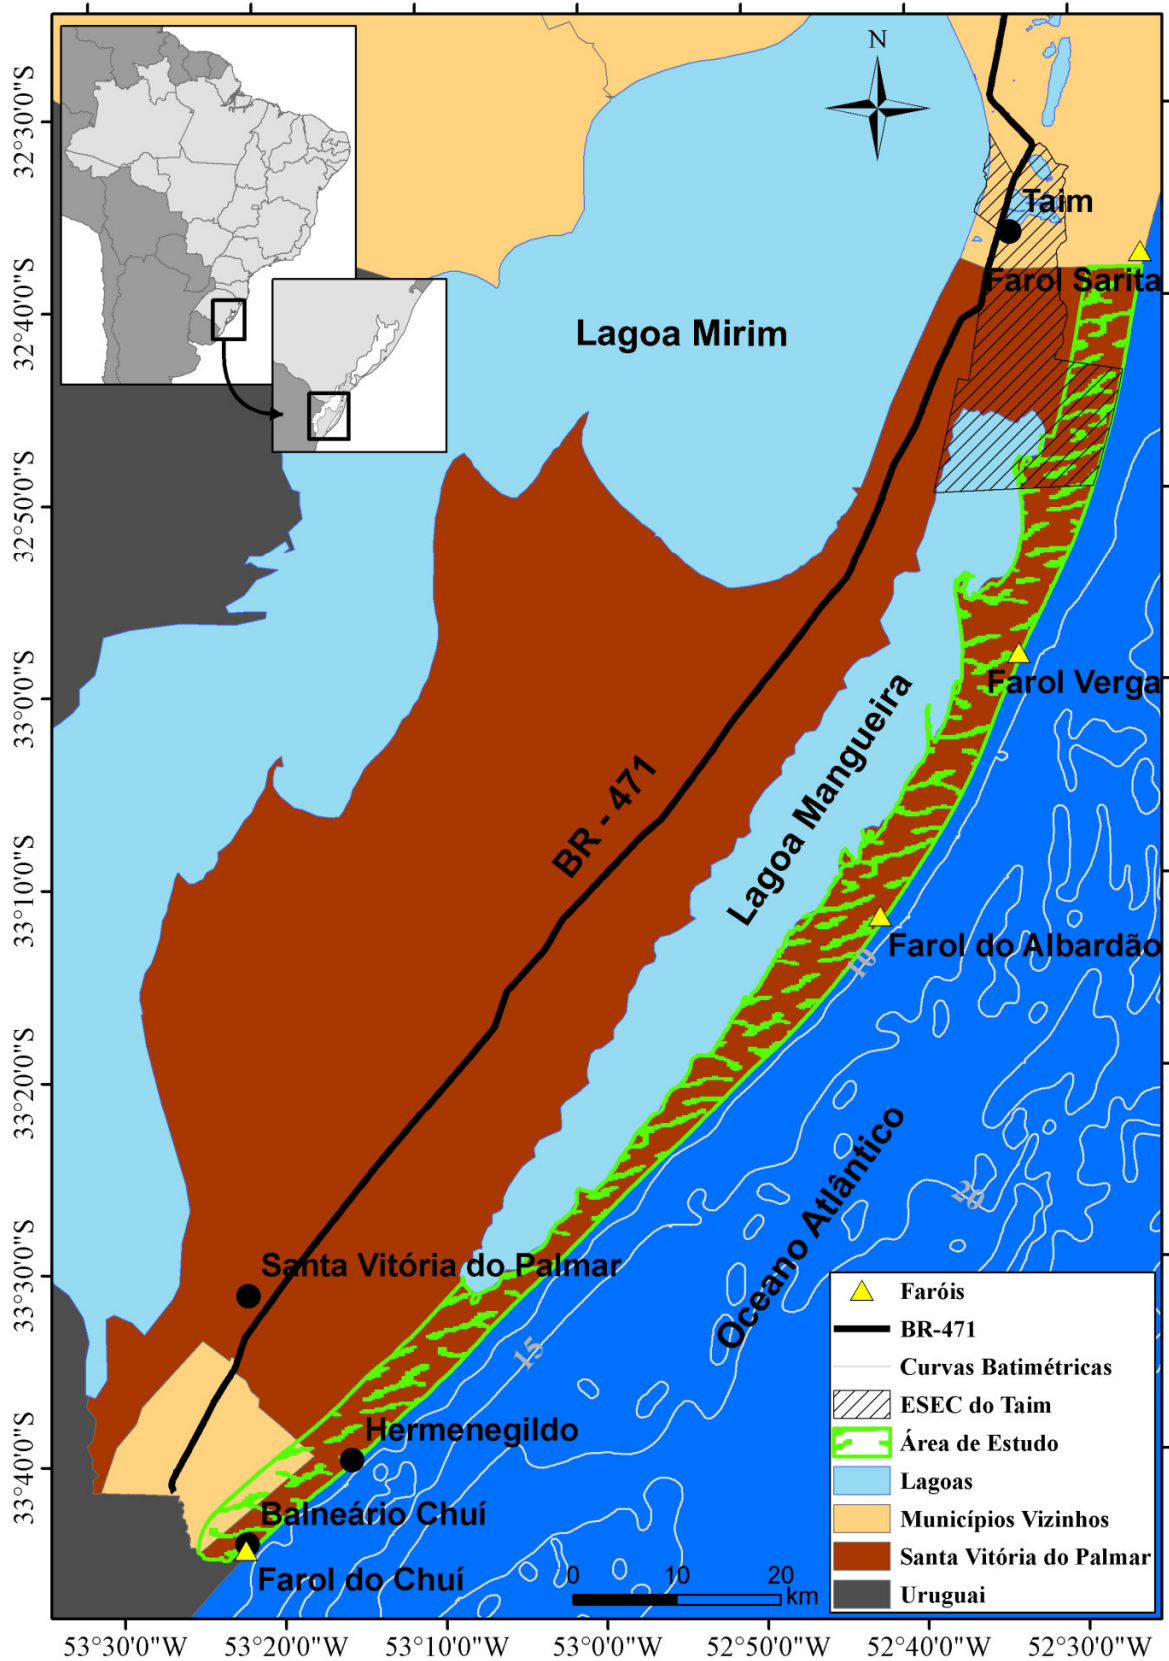 N
32°30'0"S
32°40'0"S
32°50'0"S
33°0'0"S
33°10'0"S
33°20'0"S
33°30'0"S
33°40'0"S
Taim
Farol Sarita
Lagoa Mirim
Farol Verga
Lagoa Mangueira
BR - 471
Farol do Albardão
10
Oceano Atlântico
20
Santa Vitória do Palmar
15
Hermenegildo
Balneário Chuí
Farol do Chuí
0 10 20
km
Faróis
BR-471
Curvas Batimétricas
ESEC do Taim
Área de Estudo
Lagoas
Municípios Vizinhos
Santa Vitória do Palmar
Uruguai
53°30'0"W 53°20'0"W 53°10'0"W 53°0'0"W 52°50'0"W 52°40'0"W 52°30'0"W